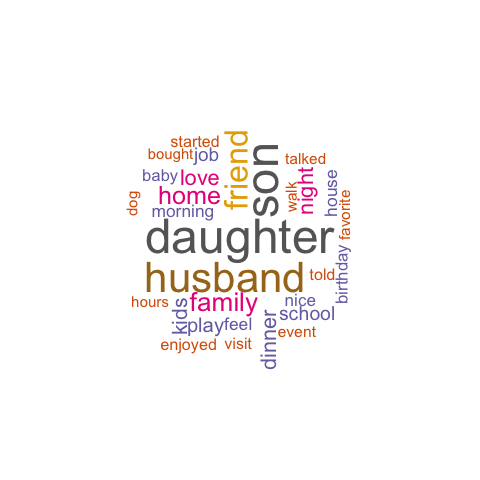 started
friend
son
bought
job
talked
baby
love
night
walk
house
dog
home
favorite
morning
daughter
husband
told
birthday
hours
family
nice
kids
play
feel
dinner
school
event
enjoyed
visit